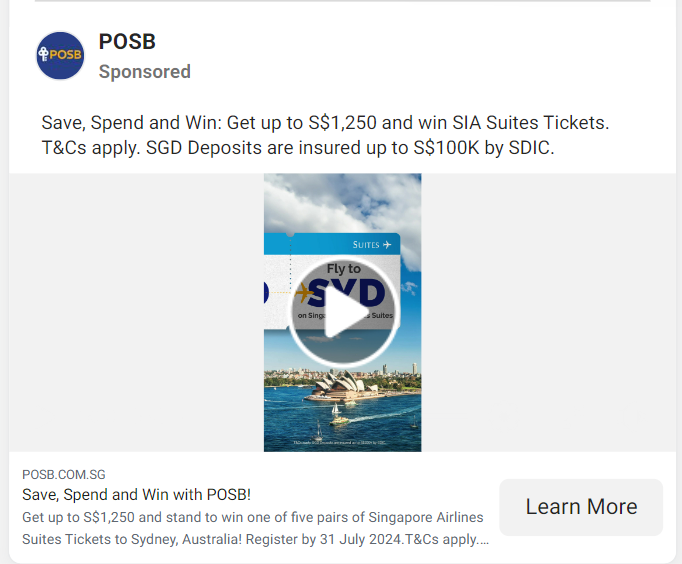 POSB
POSB
Sponsored
Save, Spend and Win: Get up to S$1,250 and win SIA Suites Tickets.
T&Cs apply. SGD Deposits are insured up to S$100K by SDIC.
SUITES
Fly to
SYD
on Suites
POSB.COM.SG
Save, Spend and Win with POSB!
Get up to S$1,250 and stand to win one of five pairs of Singapore Airlines
Suites Tickets to Sydney, Australia! Register by 31 July 2024.T&Cs apply....
Learn More